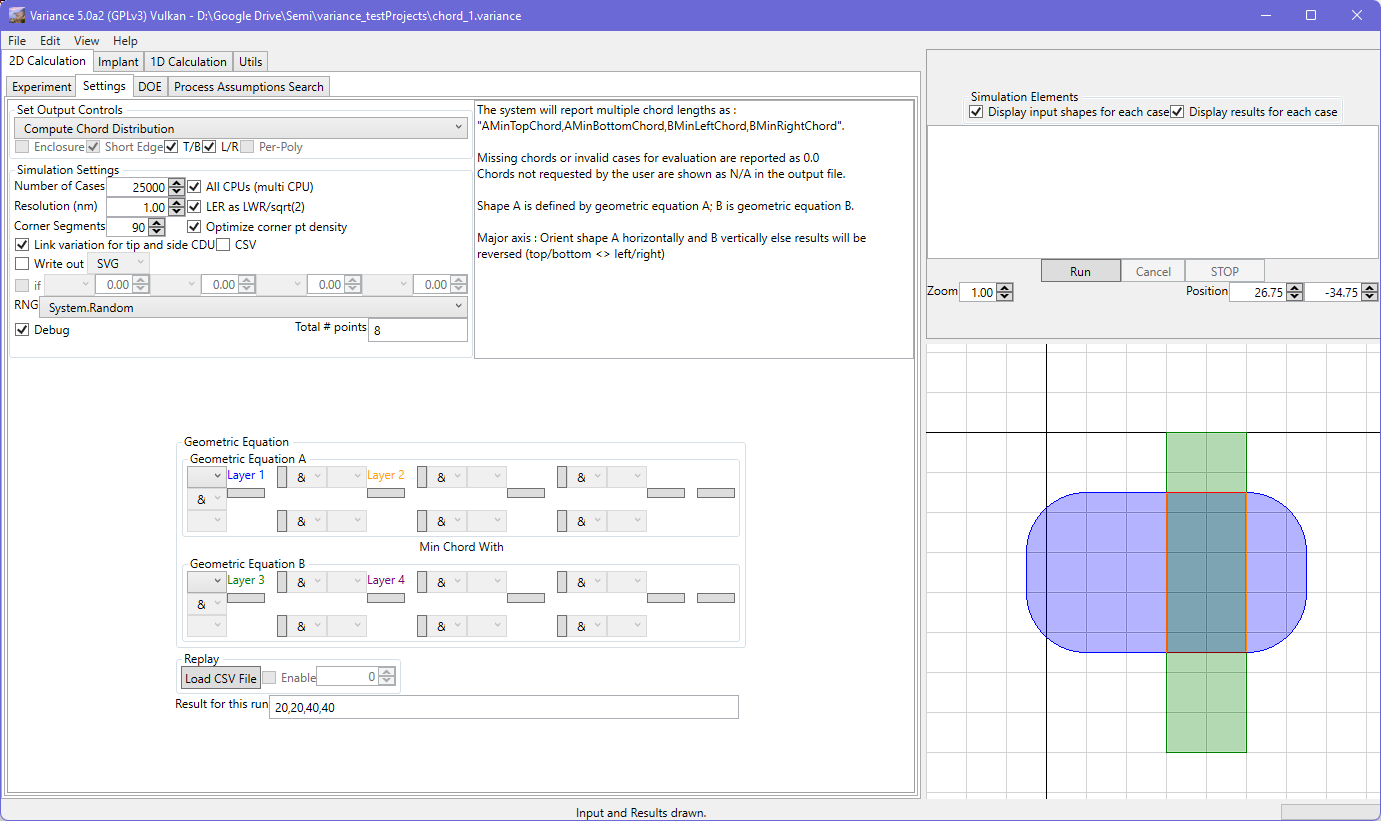 Variance 5.0a2 (GPLv3) Vulkan - D:\Google Drive\Semi\variance_testProjects\chord_1.variance
File Edit View Help
2D Calculation Implant 1D Calculation Utils
Experiment Settings DOE Process Assumptions Search
Set Output Controls
Compute Chord Distribution
Enclosure Short Edge T/B L/R Per-Poly
Simulation Settings
Number of Cases 25000 All CPUs (multi CPU)
Resolution (nm) 1.00 LER as LWR/sqrt(2)
Corner Segments 90 Optimize corner pt density
Link variation for tip and side CDU CSV
Write out SVG
if 0.00 0.00 0.00 0.00
RNG System.Random
Debug Total # points 8
The system will report multiple chord lengths as :
"AMinTopChord,AMinBottomChord,BMinLeftChord,BMinRightChord".
Missing chords or invalid cases for evaluation are reported as 0.0
Chords not requested by the user are shown as N/A in the output file.
Shape A is defined by geometric equation A; B is geometric equation B.
Major axis : Orient shape A horizontally and B vertically else results will be
reversed (top/bottom <> left/right)
Geometric Equation
Geometric Equation A
Layer 1 & Layer 2 & &
&
& & &
Min Chord With
Geometric Equation B
Layer 3 & Layer 4 & &
&
& & &
Replay
Load CSV File Enable 0
Result for this run 20,20,40,40
Simulation Elements
Display input shapes for each case Display results for each case
Run Cancel STOP
Zoom 1.00 Position 26.75 -34.75
Input and Results drawn.